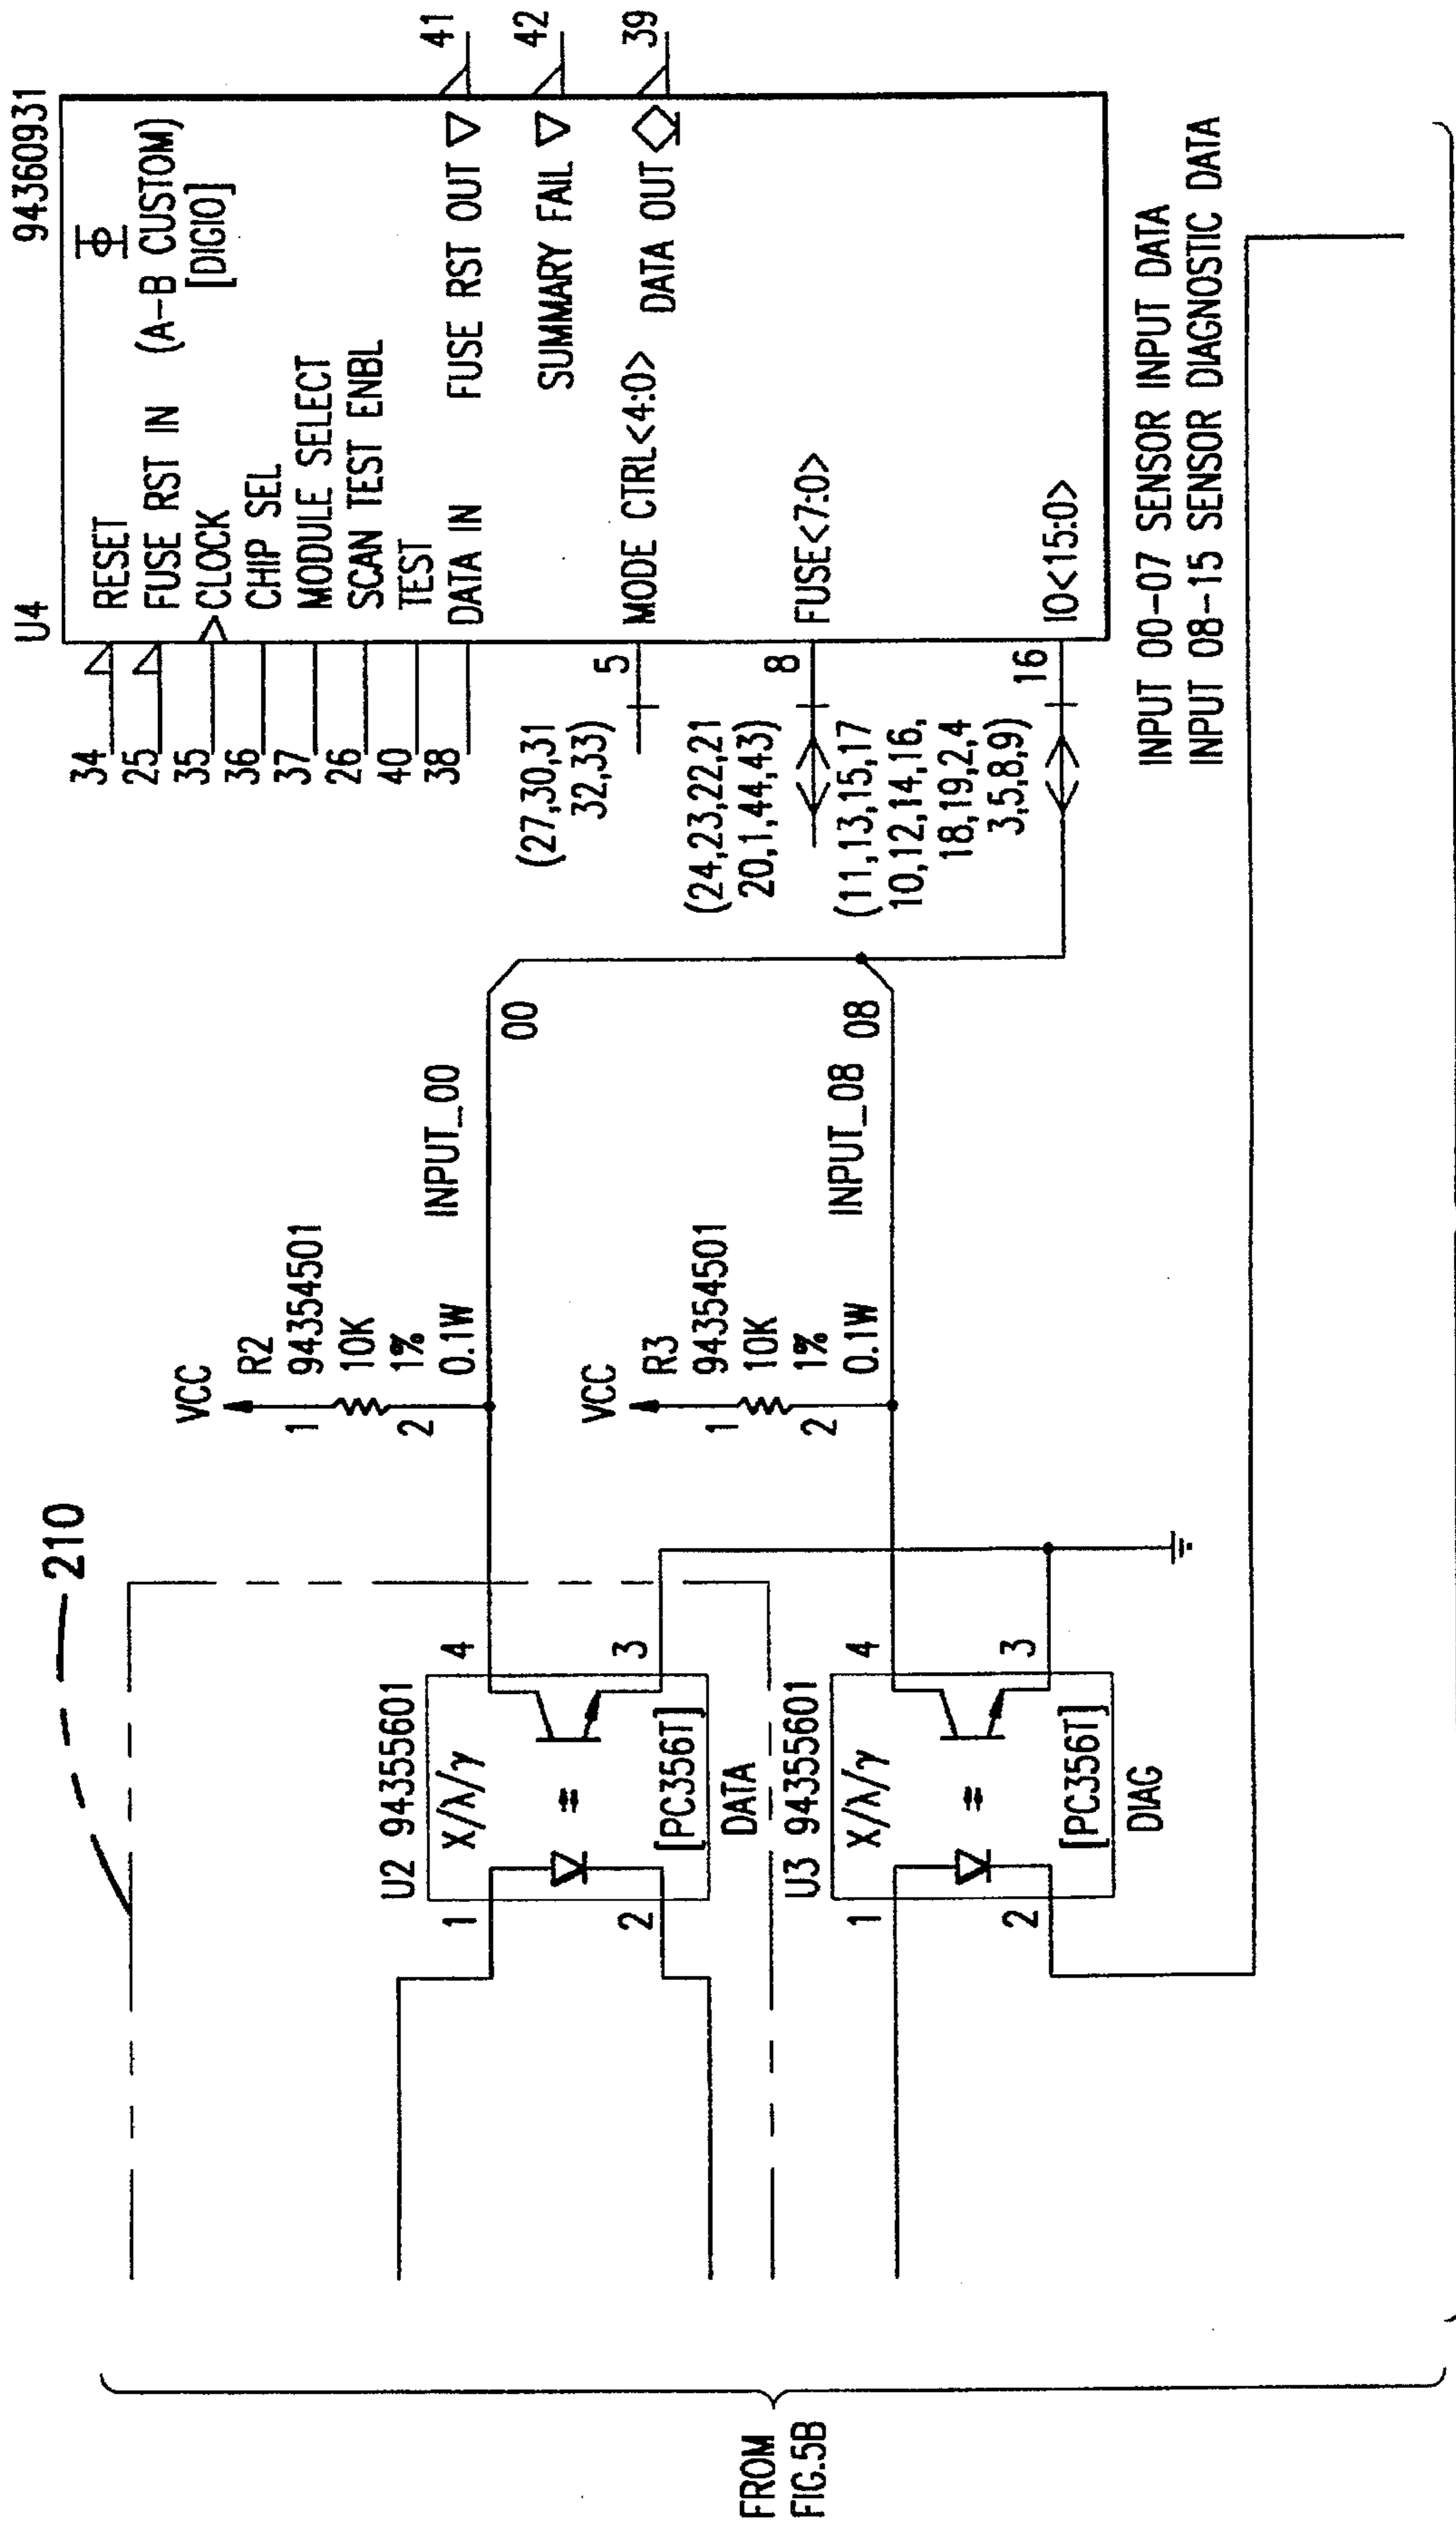 210
FROM
FIG.5B
U2 94355601
X/λ/γ
1
2
4
3
[PC356T]
DATA
U3 94355601
X/λ/γ
1
2
4
3
[PC356T]
DIAG
VCC
1
2
R2
94354501
10K
1%
0.1W
INPUT_00
00
VCC
1
2
R3
94354501
10K
1%
0.1W
INPUT_08
08
U4
94360931
34
RESET
25
FUSE RST IN
(A-B CUSTOM)
[DIGIO]
35
CLOCK
36
CHIP SEL
37
MODULE SELECT
26
SCAN TEST ENBL
40
TEST
38
DATA IN
FUSE RST OUT
41
SUMMARY FAIL
42
DATA OUT
39
(27,30,31
32,33)
5
MODE CTRL<4:0>
(24,23,22,21
20,1,44,43)
8
FUSE<7:0>
(11,13,15,17
10,12,14,16,
18,19,2,4
3,5,8,9)
16
IO<15:0>
INPUT 00-07 SENSOR INPUT DATA
INPUT 08-15 SENSOR DIAGNOSTIC DATA